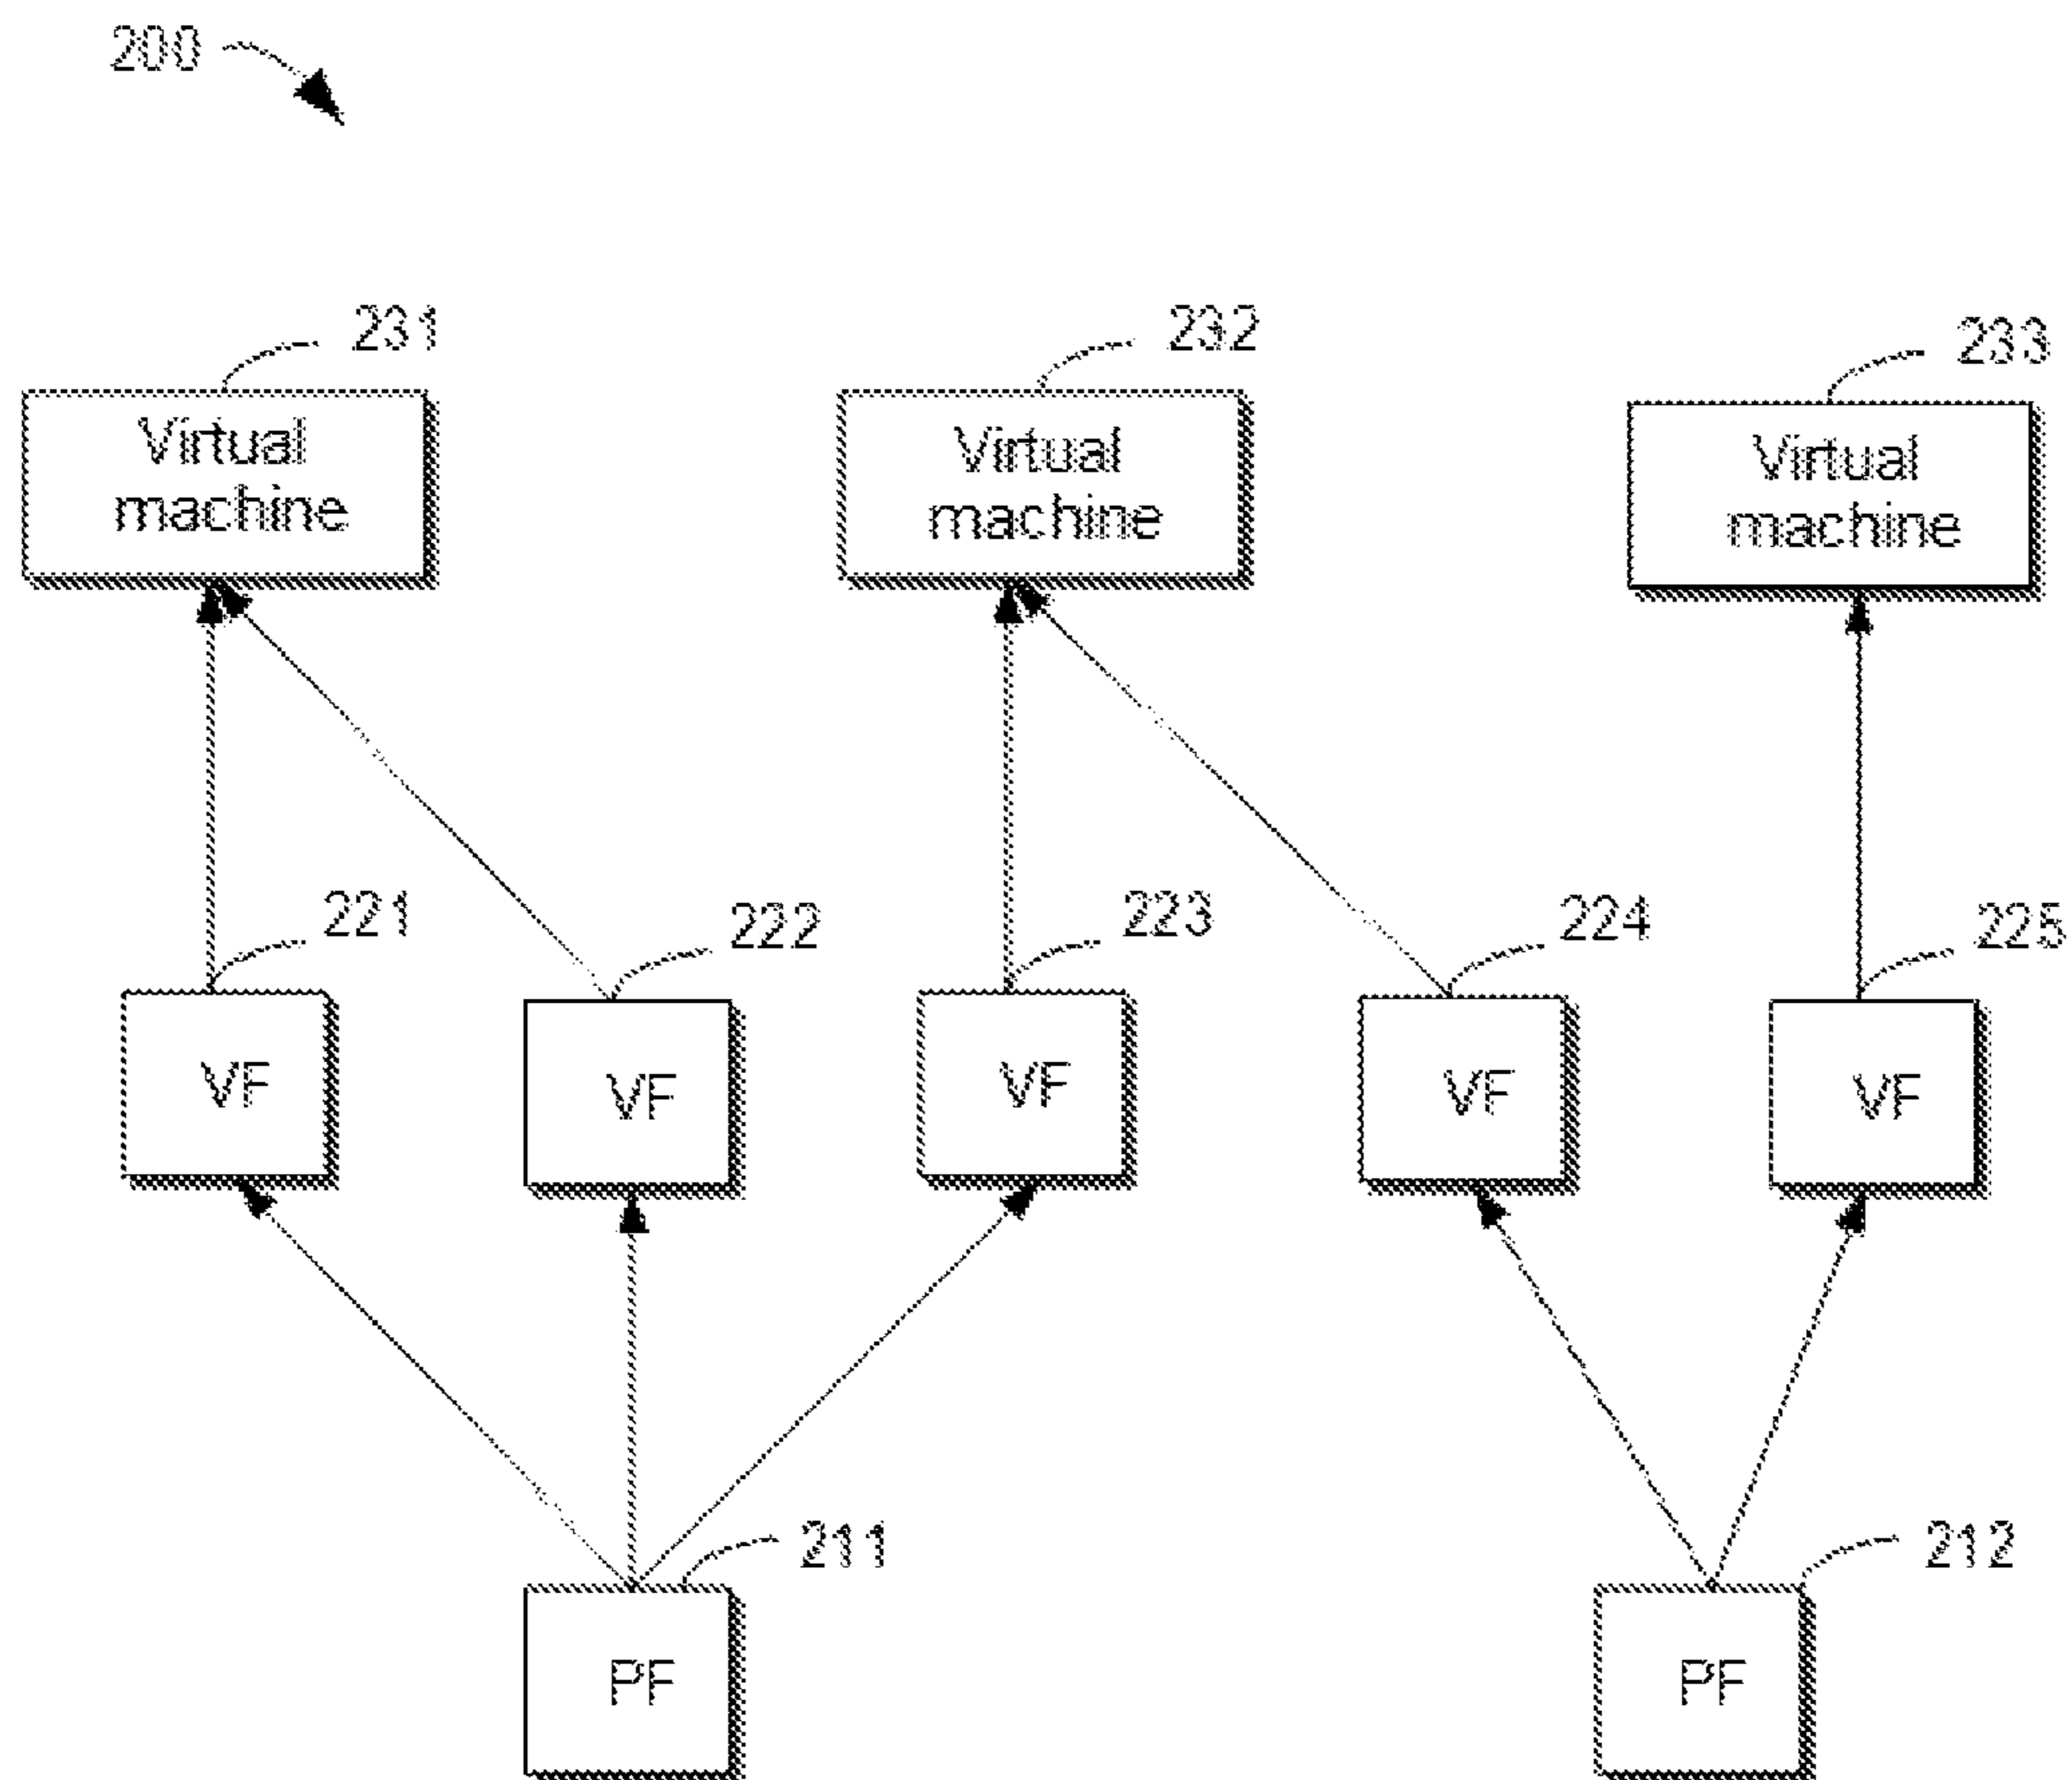 200
231
232
233
Virtual
machine
Virtual
machine
Virtual
machine
221
222
223
224
225
VF
VF
VF
VF
VF
211
212
PF
PF